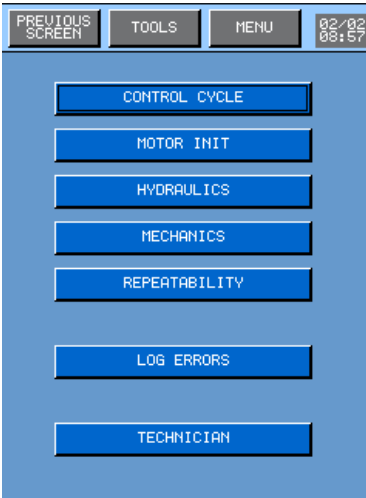 PREVIOUS
SCREEN
TOOLS
MENU
02/02
08:57
CONTROL CYCLE
MOTOR INIT
HYDRAULICS
MECHANICS
REPEATABILITY
LOG ERRORS
TECHNICIAN